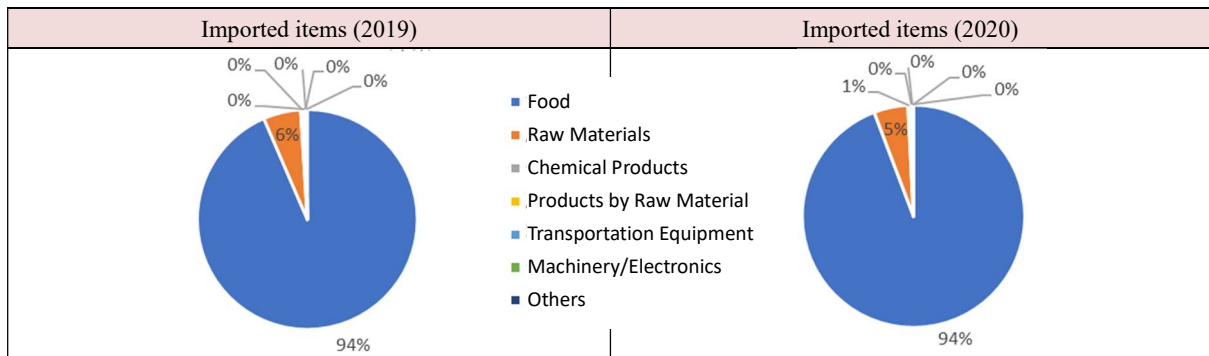 Imported items (2019)
Imported items (2020)
0%
0%
0%
0%
0%
6%
94%
Food
Raw Materials
Chemical Products
Products by Raw Material
Transportation Equipment
Machinery/Electronics
Others
0%
0%
0%
1%
0%
5%
94%